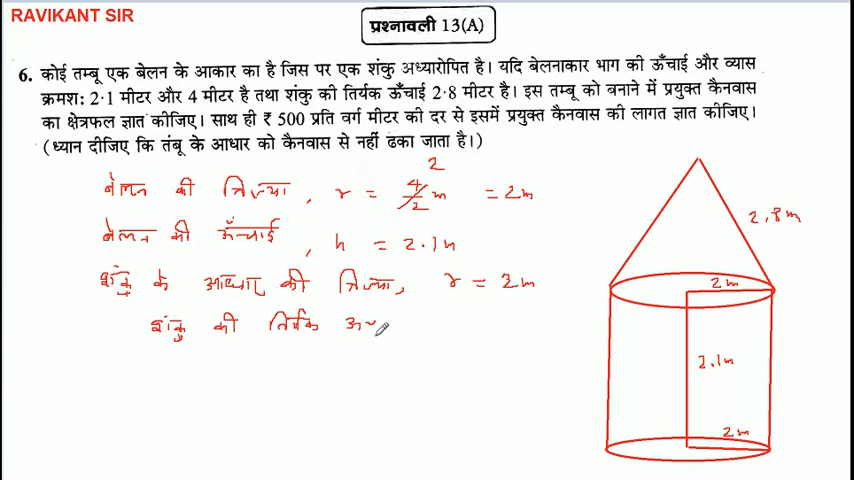 RAVIKANT SIR
प्रश्नावली 13(A)
6. कोई तम्बू एक बेलन के आकार का है जिस पर एक शंकु अध्यारोपित है। यदि बेलनाकार भाग की ऊँचाई और व्यास
क्रमश: 2·1 मीटर और 4 मीटर है तथा शंकु की तिर्यक ऊँचाई 2·8 मीटर है। इस तम्बू को बनाने में प्रयुक्त कैनवास
का क्षेत्रफल ज्ञात कीजिए। साथ ही ₹ 500 प्रति वर्ग मीटर की दर से इसमें प्रयुक्त कैनवास की लागत ज्ञात कीजिए।
(ध्यान दीजिए कि तंबू के आधार को कैनवास से नहीं ढका जाता है।)
2
बेलन की त्रिज्या, r = 4/2 m = 2m
2.8m
बेलन की ऊँचाई, h = 2.1m
शंकु के आधार की त्रिज्या, r = 2m
2m
शंकु की तिर्यक
2.1m
2m